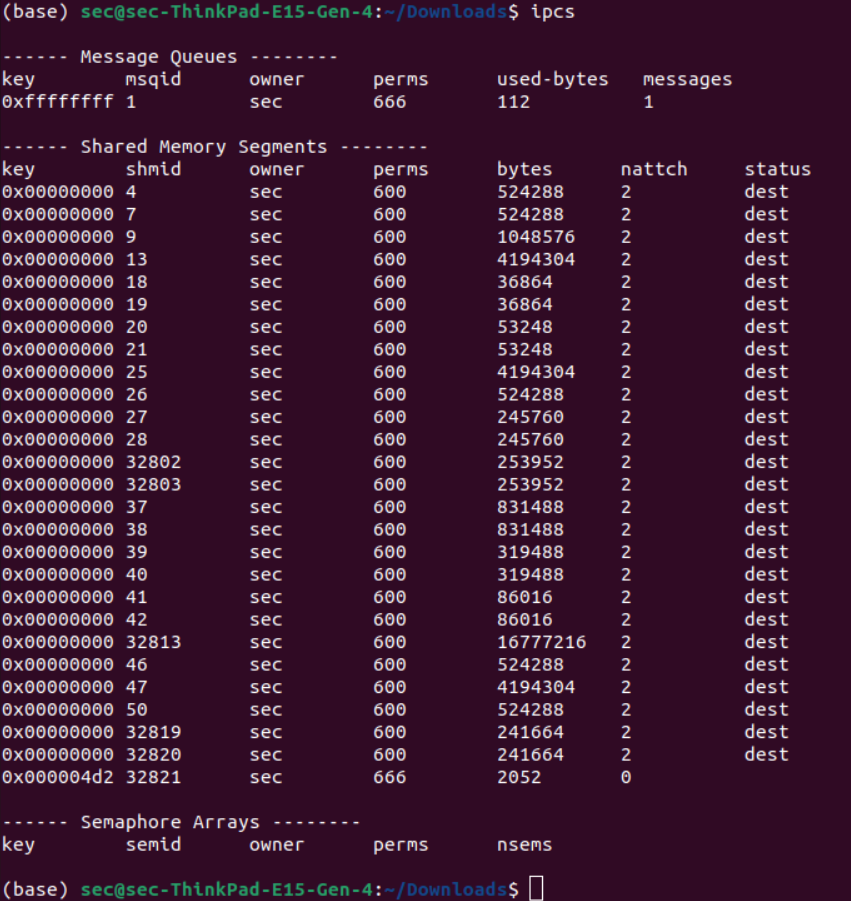 (base) sec@sec-ThinkPad-E15-Gen-4:~/Downloads$ ipcs
------ Message Queues --------
key        msqid      owner      perms      used-bytes   messages
0xffffffff 1          sec        666        112          1
------ Shared Memory Segments --------
key        shmid      owner      perms      bytes      nattch     status
0x00000000 4          sec        600        524288     2          dest
0x00000000 7          sec        600        524288     2          dest
0x00000000 9          sec        600        1048576    2          dest
0x00000000 13         sec        600        4194304    2          dest
0x00000000 18         sec        600        36864      2          dest
0x00000000 19         sec        600        36864      2          dest
0x00000000 20         sec        600        53248      2          dest
0x00000000 21         sec        600        53248      2          dest
0x00000000 25         sec        600        4194304    2          dest
0x00000000 26         sec        600        524288     2          dest
0x00000000 27         sec        600        245760     2          dest
0x00000000 28         sec        600        245760     2          dest
0x00000000 32802      sec        600        253952     2          dest
0x00000000 32803      sec        600        253952     2          dest
0x00000000 37         sec        600        831488     2          dest
0x00000000 38         sec        600        831488     2          dest
0x00000000 39         sec        600        319488     2          dest
0x00000000 40         sec        600        319488     2          dest
0x00000000 41         sec        600        86016      2          dest
0x00000000 42         sec        600        86016      2          dest
0x00000000 32813      sec        600        16777216   2          dest
0x00000000 46         sec        600        524288     2          dest
0x00000000 47         sec        600        4194304    2          dest
0x00000000 50         sec        600        524288     2          dest
0x00000000 32819      sec        600        241664     2          dest
0x00000000 32820      sec        600        241664     2          dest
0x000004d2 32821      sec        666        2052       0
------ Semaphore Arrays --------
key        semid      owner      perms      nsems
(base) sec@sec-ThinkPad-E15-Gen-4:~/Downloads$